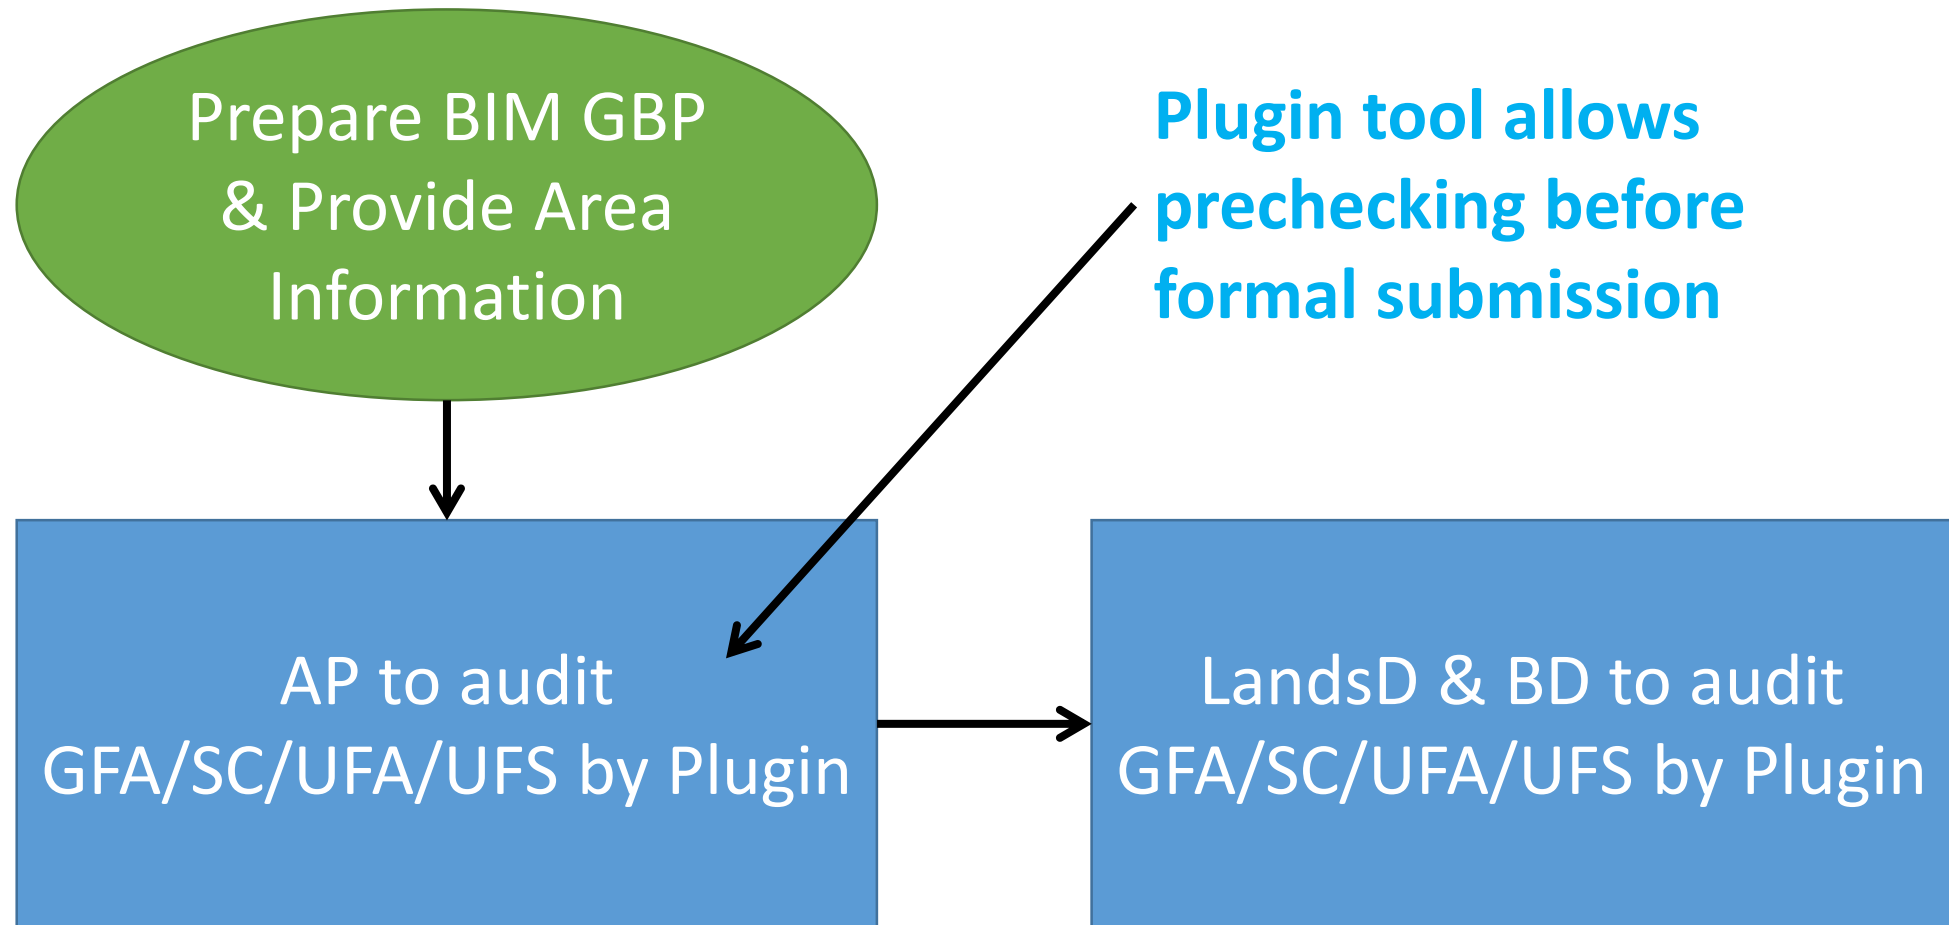 Prepare BIM GBP
& Provide Area
Information
Plugin tool allows
prechecking before
formal submission
AP to audit
GFA/SC/UFA/UFS by Plugin
LandsD & BD to audit
GFA/SC/UFA/UFS by Plugin